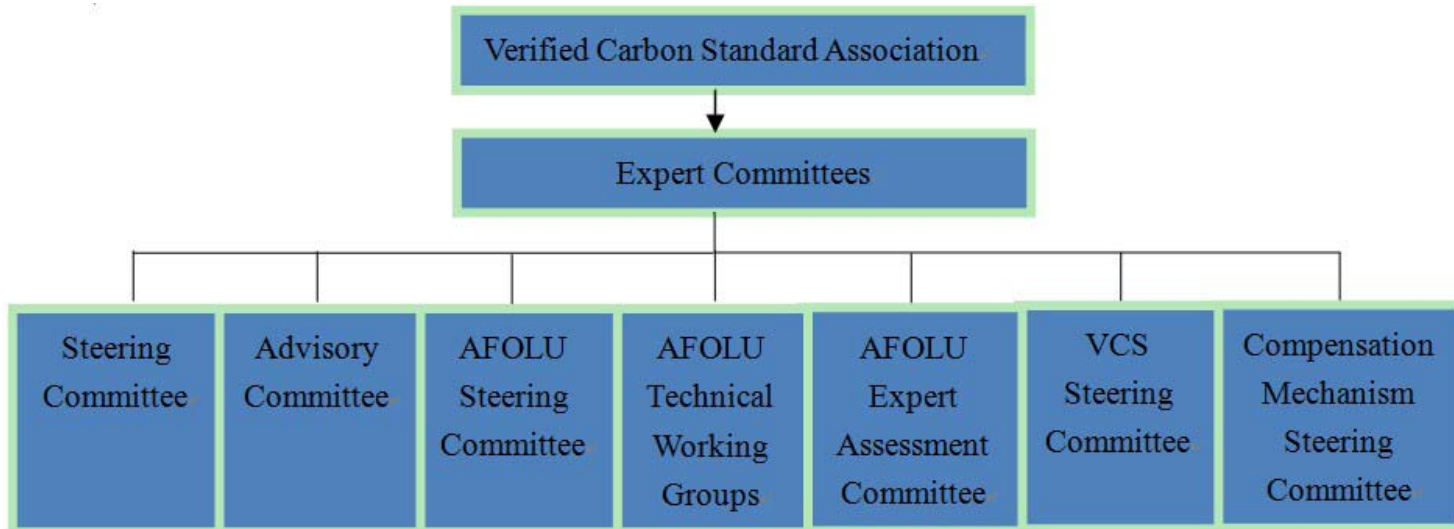 Verified Carbon Standard Association
Expert Committees
Steering
Committee
Advisory
Committee
AFOLU
Steering
Committee
AFOLU
Technical
Working
Groups
AFOLU
Expert
Assessment
Committee
VCS
Steering
Committee
Compensation
Mechanism
Steering
Committee